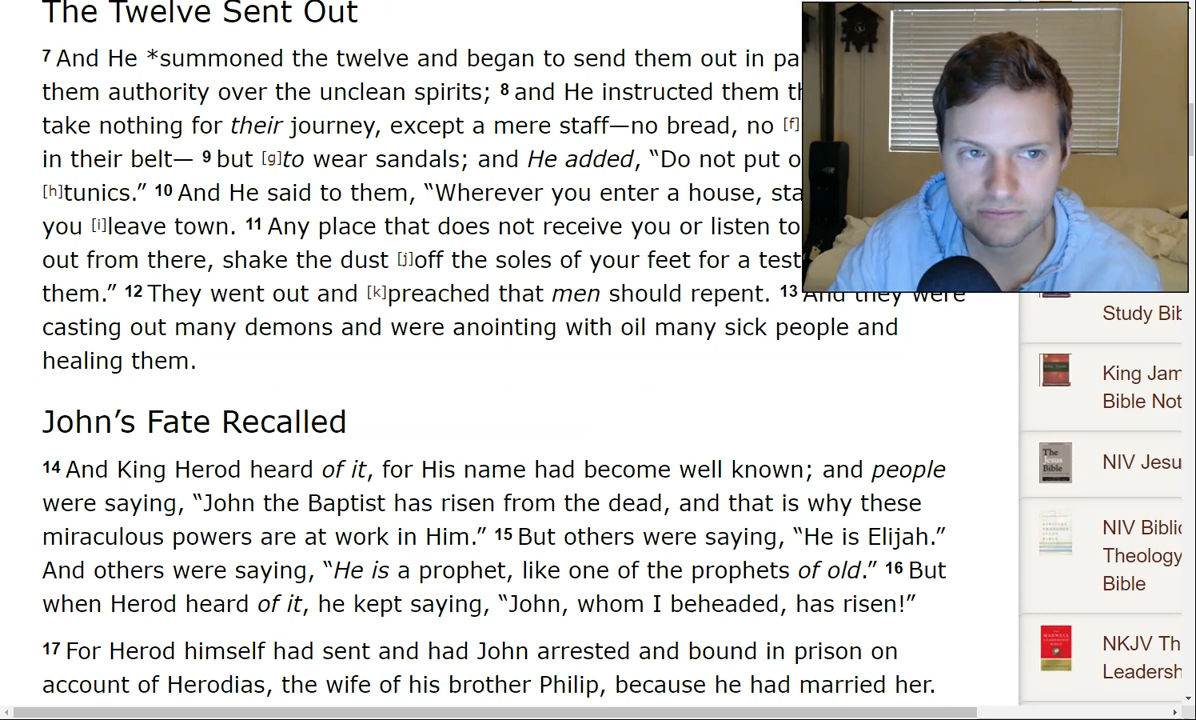 The Twelve Sent Out
7 And He *summoned the twelve and began to send them out in pa
them authority over the unclean spirits; 8 and He instructed them th
take nothing for their journey, except a mere staff—no bread, no [f]
in their belt— 9 but [g]to wear sandals; and He added, “Do not put o
[h]tunics.” 10 And He said to them, “Wherever you enter a house, sta
you [i]leave town. 11 Any place that does not receive you or listen to
out from there, shake the dust [j]off the soles of your feet for a test
them.” 12 They went out and [k]preached that men should repent. 13 And they were
casting out many demons and were anointing with oil many sick people and
healing them.
John’s Fate Recalled
14 And King Herod heard of it, for His name had become well known; and people
were saying, “John the Baptist has risen from the dead, and that is why these
miraculous powers are at work in Him.” 15 But others were saying, “He is Elijah.”
And others were saying, “He is a prophet, like one of the prophets of old.” 16 But
when Herod heard of it, he kept saying, “John, whom I beheaded, has risen!”
17 For Herod himself had sent and had John arrested and bound in prison on
account of Herodias, the wife of his brother Philip, because he had married her.
Study Bib
King Jam
Bible Not
The Jesus Bible
NIV Jesu
NIV Biblic
Theology
Bible
NKJV Th
Leadersh